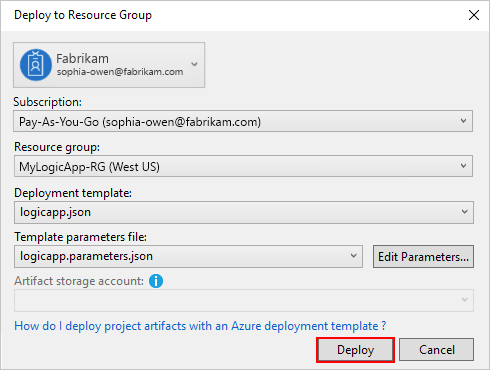 Deploy to Resource Group
Fabrikam
sophia-owen@fabrikam.com
Subscription:
Pay-As-You-Go (sophia-owen@fabrikam.com)
Resource group:
MyLogicApp-RG (West US)
Deployment template:
logicapp.json
Template parameters file:
logicapp.parameters.json
Edit Parameters...
Artifact storage account:
How do I deploy project artifacts with an Azure deployment template ?
Deploy
Cancel